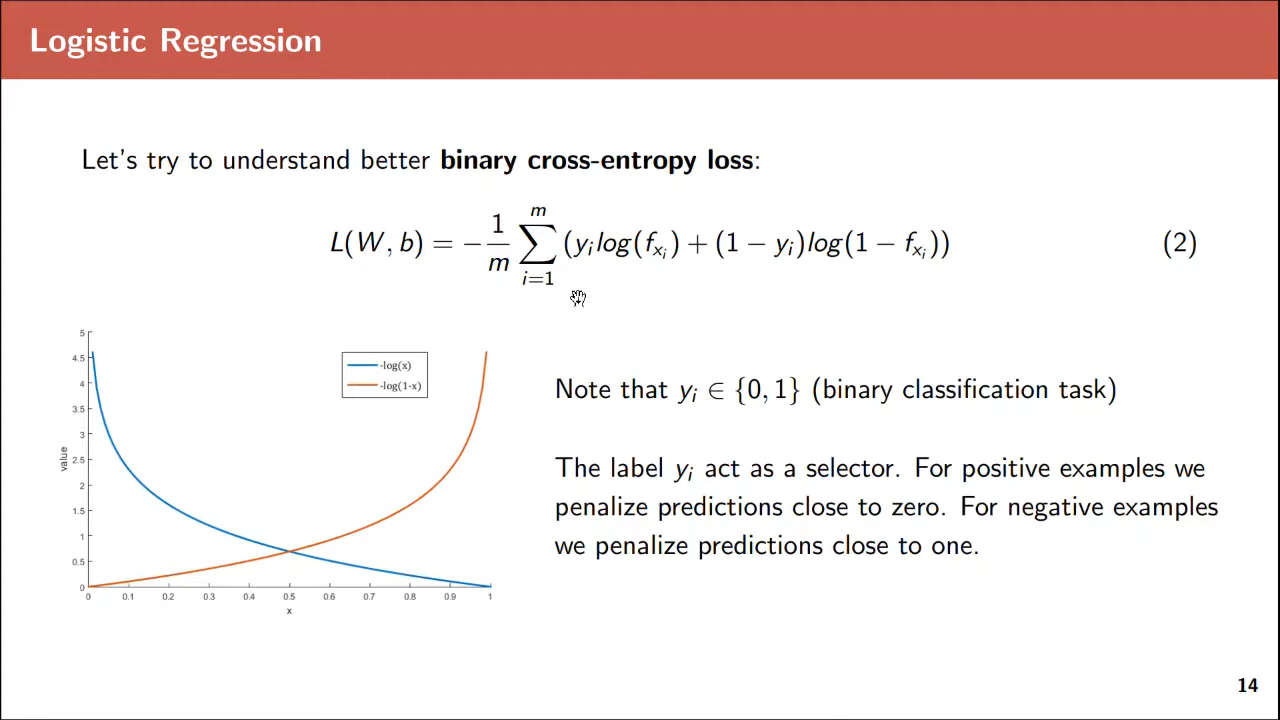 Logistic Regression
Let's try to understand better binary cross-entropy loss:
L(W, b) = −\frac{1}{m} \sum_{i=1}^{m} (y_i log(f_{x_i}) + (1 − y_i)log(1 − f_{x_i})) (2)
5
4.5
4
3.5
3
2.5
2
1.5
1
0.5
0
value
0 0.1 0.2 0.3 0.4 0.5 0.6 0.7 0.8 0.9 1
x
-log(x)
-log(1-x)
Note that y_i ∈ {0, 1} (binary classification task)
The label y_i act as a selector. For positive examples we
penalize predictions close to zero. For negative examples
we penalize predictions close to one.
14